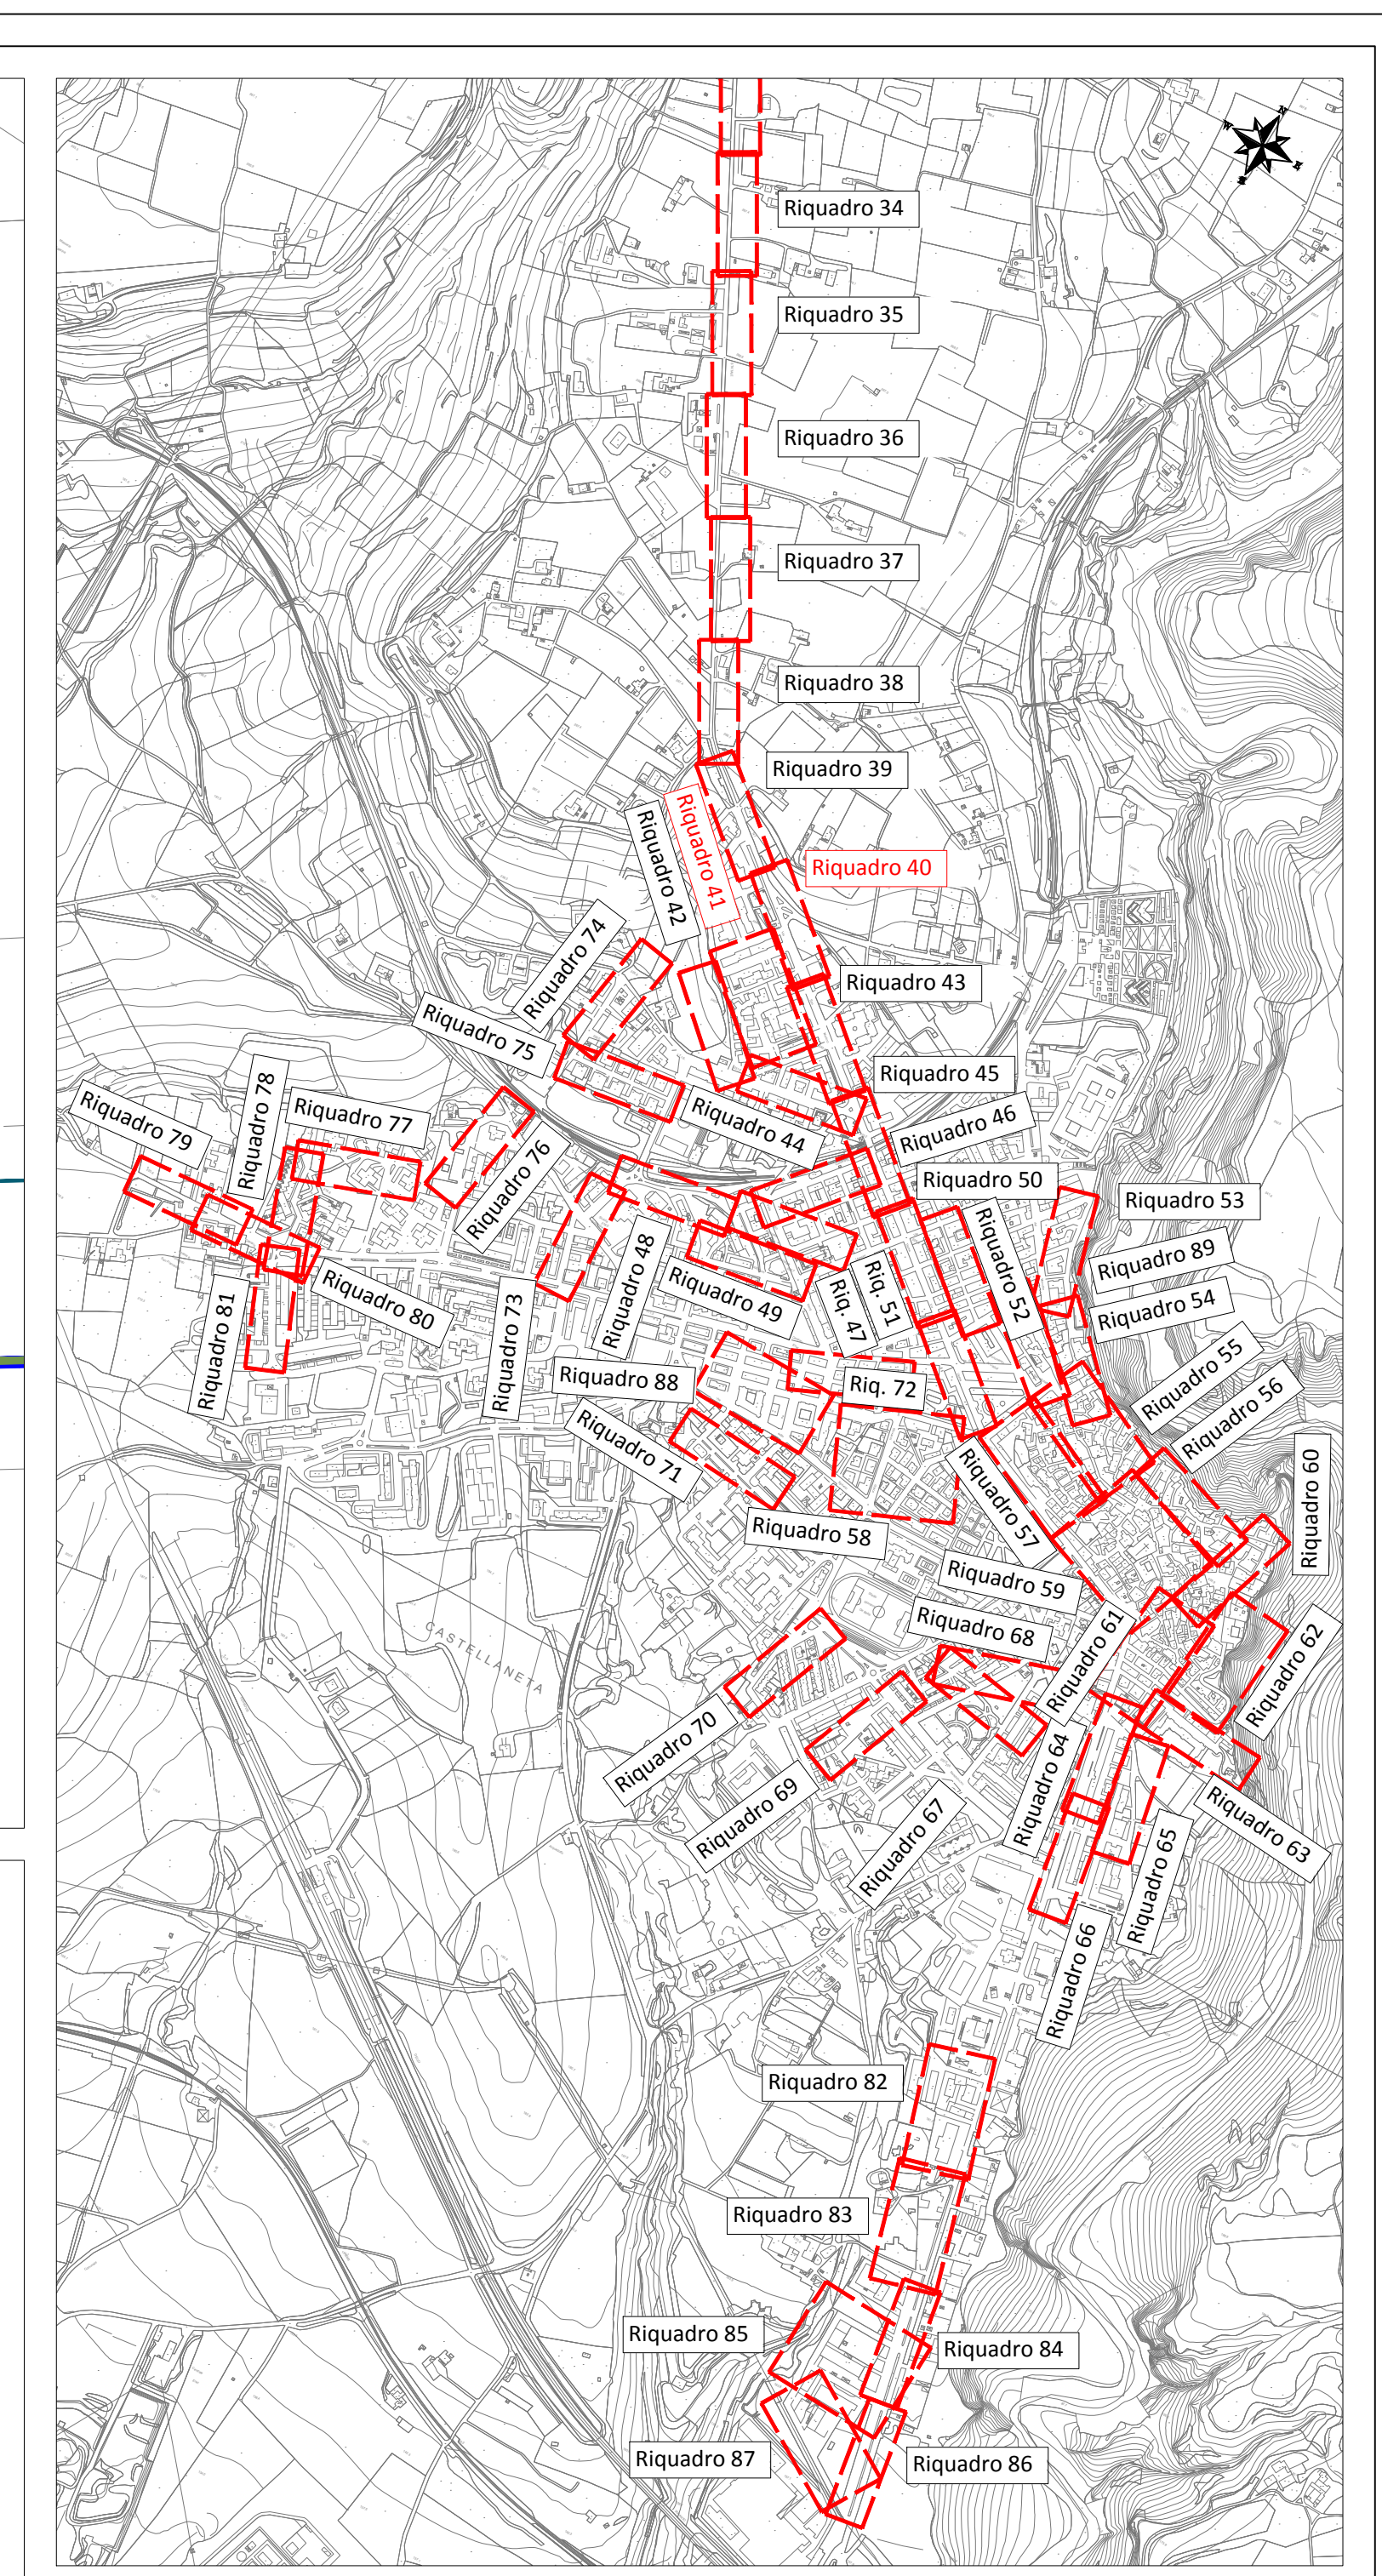 Riquadro 34
Riquadro 35
Riquadro 36
Riquadro 37
Riquadro 38
Riquadro 39
Riquadro 40
Riquadro 41
Riquadro 42
Riquadro 43
Riquadro 74
Riquadro 75
Riquadro 44
Riquadro 45
Riquadro 46
Riquadro 78
Riquadro 77
Riquadro 79
Riquadro 76
Riquadro 50
Riquadro 53
Riquadro 52
Riquadro 89
Riquadro 54
Riquadro 48
Riquadro 49
Riq. 47
Riq. 51
Riquadro 80
Riquadro 81
Riquadro 73
Riquadro 88
Riq. 72
Riquadro 55
Riquadro 56
Riquadro 71
Riquadro 57
Riquadro 60
Riquadro 58
Riquadro 59
Riquadro 68
Riquadro 61
Riquadro 62
CASTELLANETA
Riquadro 70
Riquadro 69
Riquadro 64
Riquadro 67
Riquadro 63
Riquadro 65
Riquadro 66
Riquadro 82
Riquadro 83
Riquadro 85
Riquadro 84
Riquadro 87
Riquadro 86